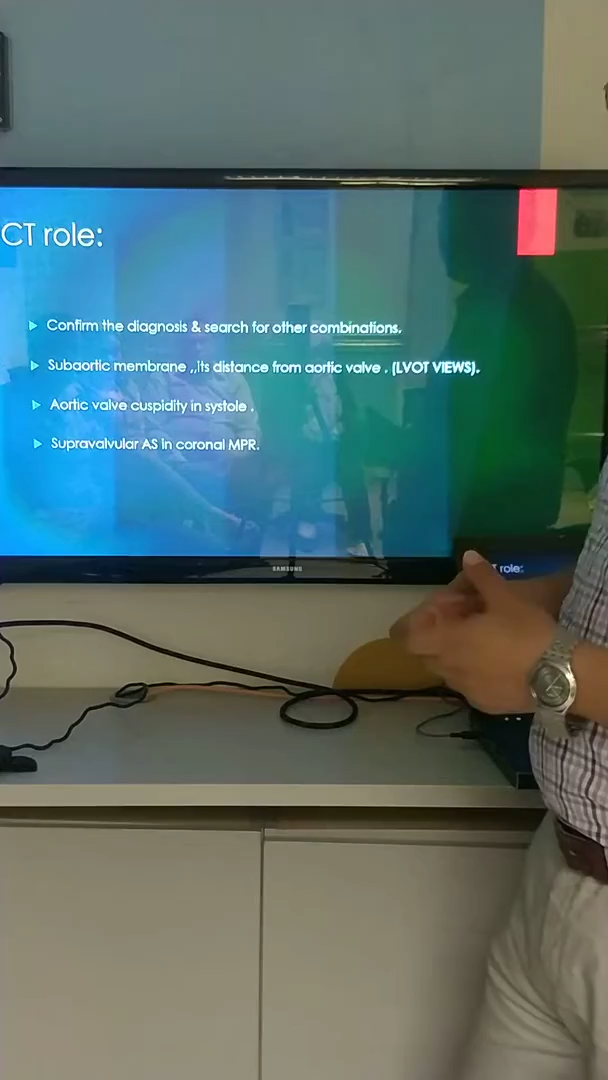 CT role:
Confirm the diagnosis & search for other combinations.
Subaortic membrane ,,its distance from aortic valve . (LVOT VIEWS).
Aortic valve cuspidity in systole .
Supravalvular AS in coronal MPR.
SAMSUNG
T role: